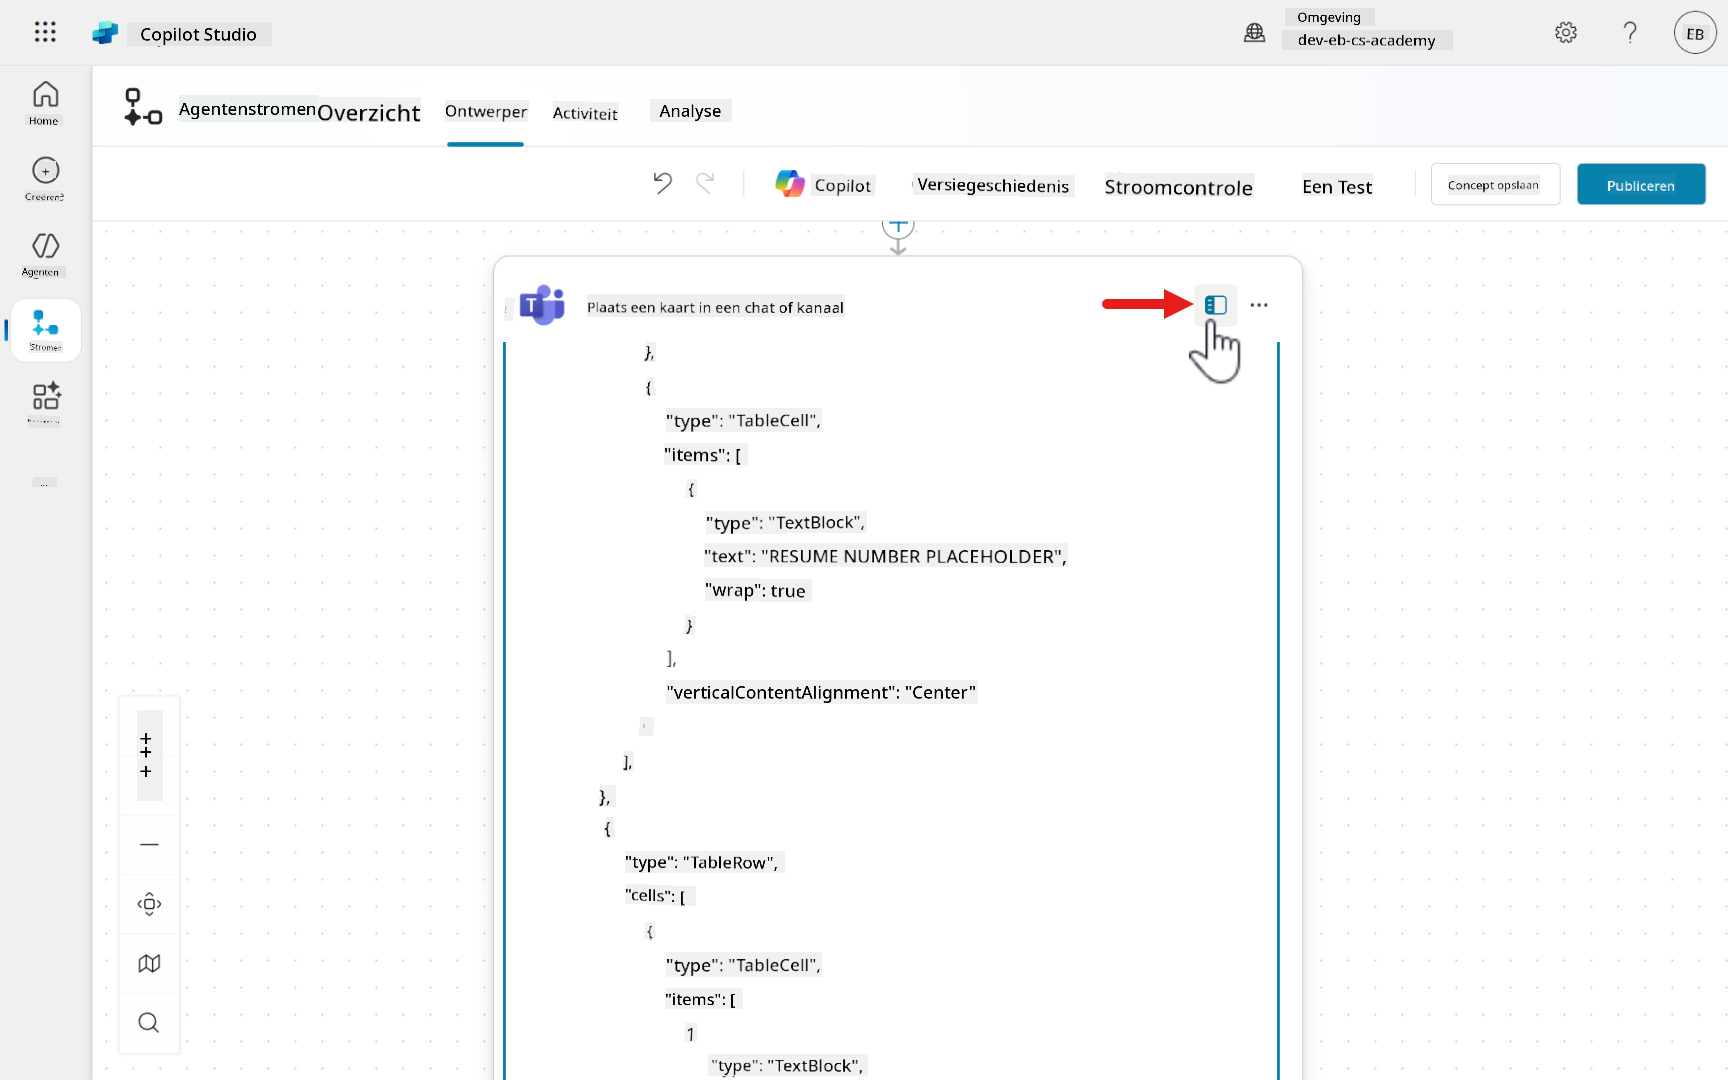 Copilot Studio
Omgeving
dev-eb-cs-academy
EB
Home
Creëren?
Agenten
Stromen
...
Agentenstromen
Overzicht
Ontwerper
Activiteit
Analyse
Copilot
Versiegeschiedenis
Stroomcontrole
Een Test
Concept opslaan
Publiceren
Plaats een kaart in een chat of kanaal
},
{
"type": "TableCell",
"items": [
{
"type": "TextBlock",
"text": "RESUME NUMBER PLACEHOLDER",
"wrap": true
}
],
"verticalContentAlignment": "Center"
],
},
{
"type": "TableRow",
"cells": [
{
"type": "TableCell",
"items": [
1
"type": "TextBlock",